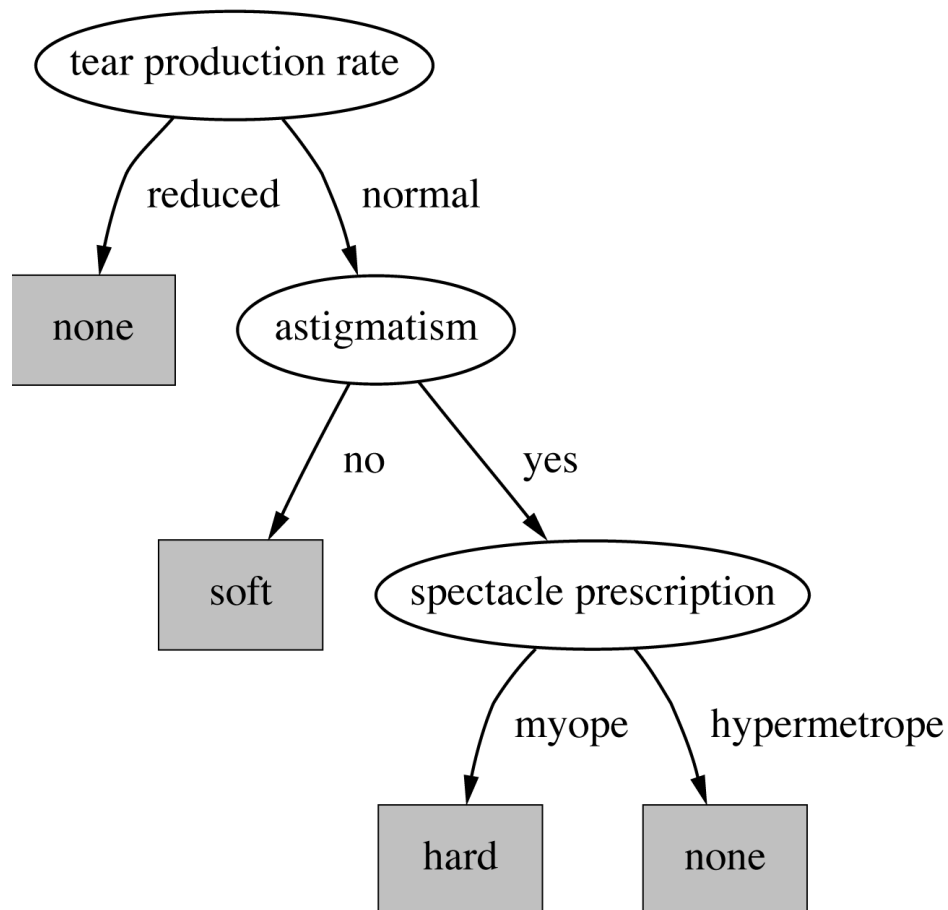 tear production rate
reduced
normal
none
astigmatism
no
yes
soft
spectacle prescription
myope
hypermetrope
hard
none